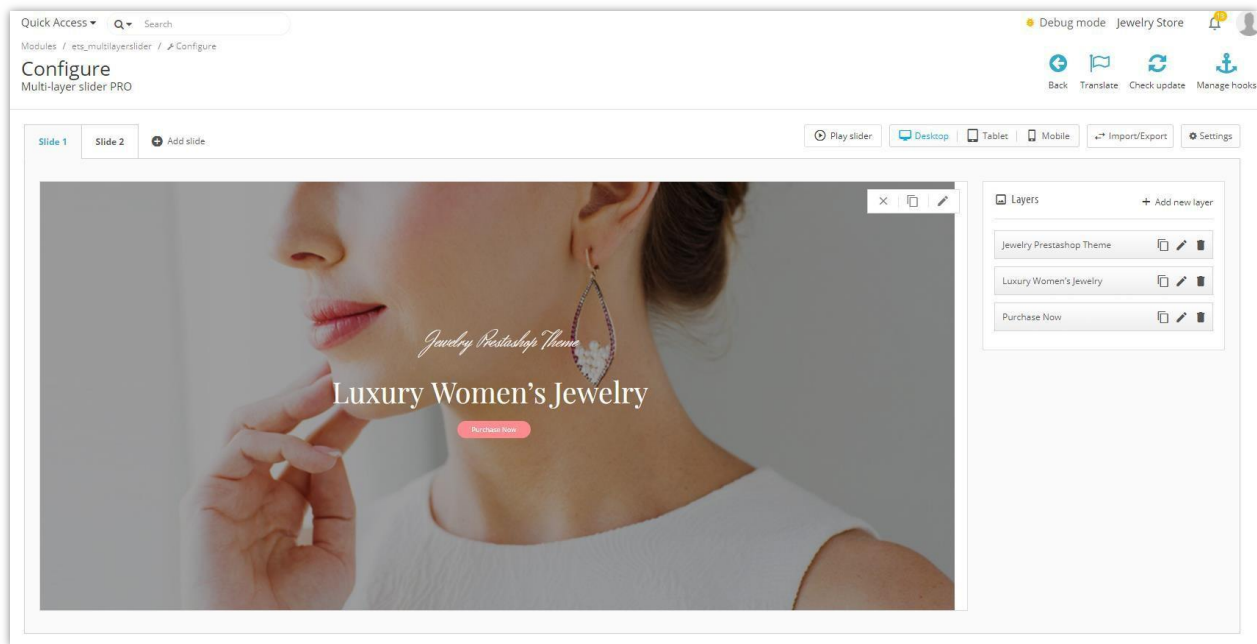 Quick Access
Search
Debug mode
Jewelry Store
Modules / ets_multilayerslider / Configure
Configure
Multi-layer slider PRO
Back
Translate
Check update
Manage hooks
Slide 1
Slide 2
Add slide
Play slider
Desktop
Tablet
Mobile
Import/Export
Settings
Layers
Add new layer
Jewelry Prestashop Theme
Luxury Women's Jewelry
Purchase Now
Jewelry Prestashop Theme
Luxury Women's Jewelry
Purchase Now